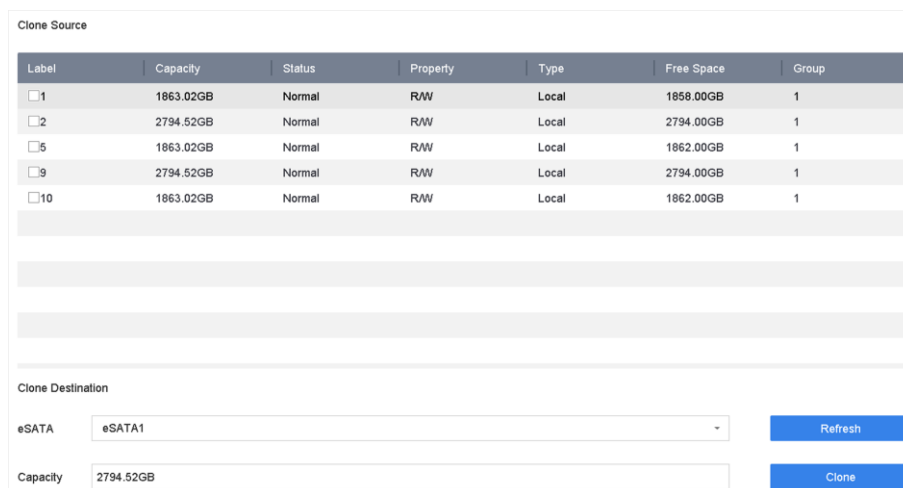 Clone Source
Label Capacity Status Property Type Free Space Group
1 1863.02GB Normal R/W Local 1858.00GB 1
2 2794.52GB Normal R/W Local 2794.00GB 1
5 1863.02GB Normal R/W Local 1862.00GB 1
9 2794.52GB Normal R/W Local 2794.00GB 1
10 1863.02GB Normal R/W Local 1862.00GB 1
Clone Destination
eSATA eSATA1 Refresh
Capacity 2794.52GB Clone